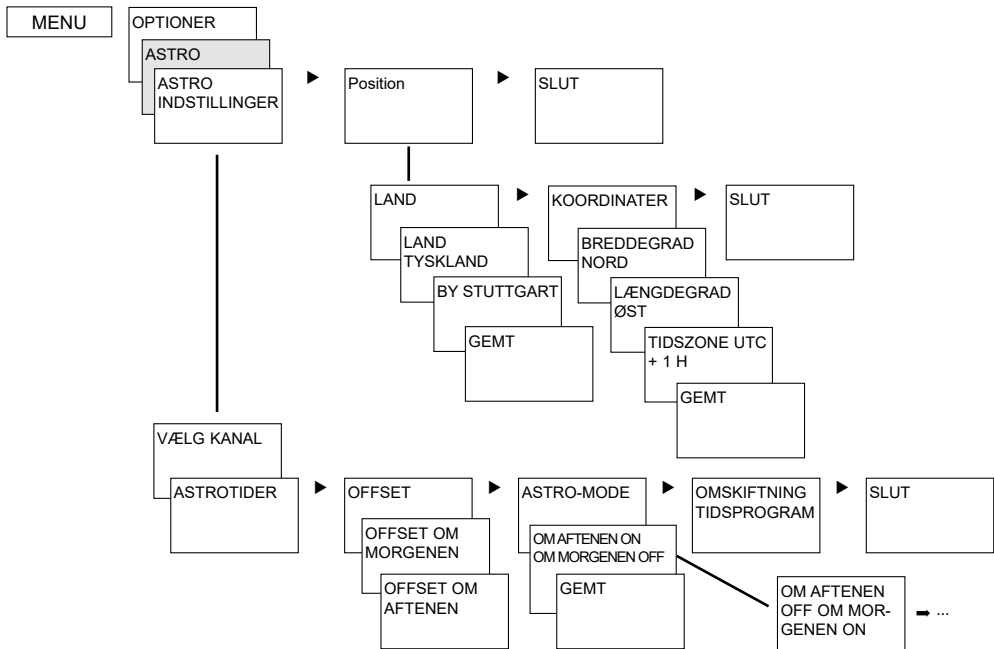 MENU
OPTIONER
ASTRO
ASTRO
INDSTILLINGER
Position
SLUT
LAND
LAND
TYSKLAND
BY STUTTGART
GEMT
KOORDINATER
BREDDEGRAD
NORD
LÆNGDEGRAD
ØST
TIDSZONE UTC
+ 1 H
GEMT
SLUT
VÆLG KANAL
ASTROTIDER
OFFSET
OFFSET OM
MORGENEN
OFFSET OM
AFTENEN
ASTRO-MODE
OM AFTENEN ON
OM MORGENEN OFF
GEMT
OM AFTENEN
OFF OM MOR-
GENEN ON
➡ ...
OMSKIFTNING
TIDSPROGRAM
SLUT